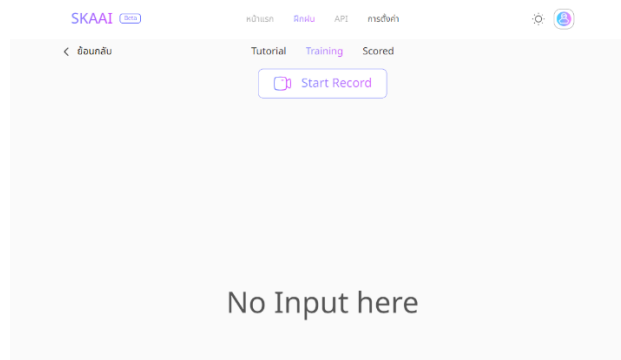 SKAAI Beta หน้าแรก ฝึกฝน API การตั้งค่า
ย้อนกลับ Tutorial Training Scored
Start Record
No Input here